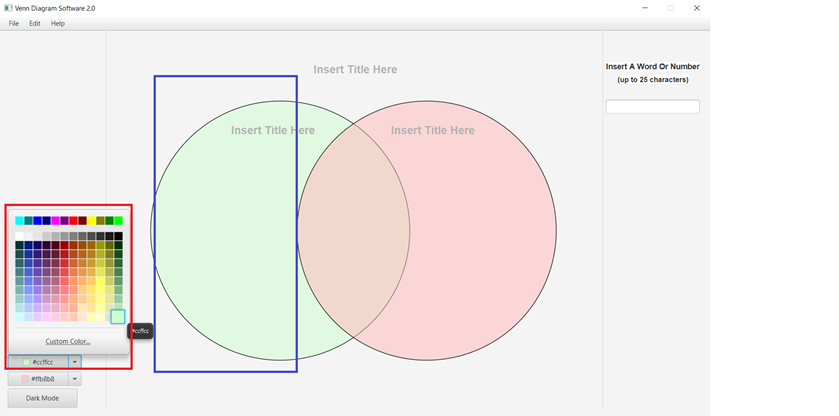 Venn Diagram Software 2.0
File Edit Help
Insert Title Here
Insert Title Here
Insert Title Here
Insert A Word Or Number
(up to 25 characters)
#ccffcc
Custom Color...
#ccffcc
#ffb8b8
Dark Mode